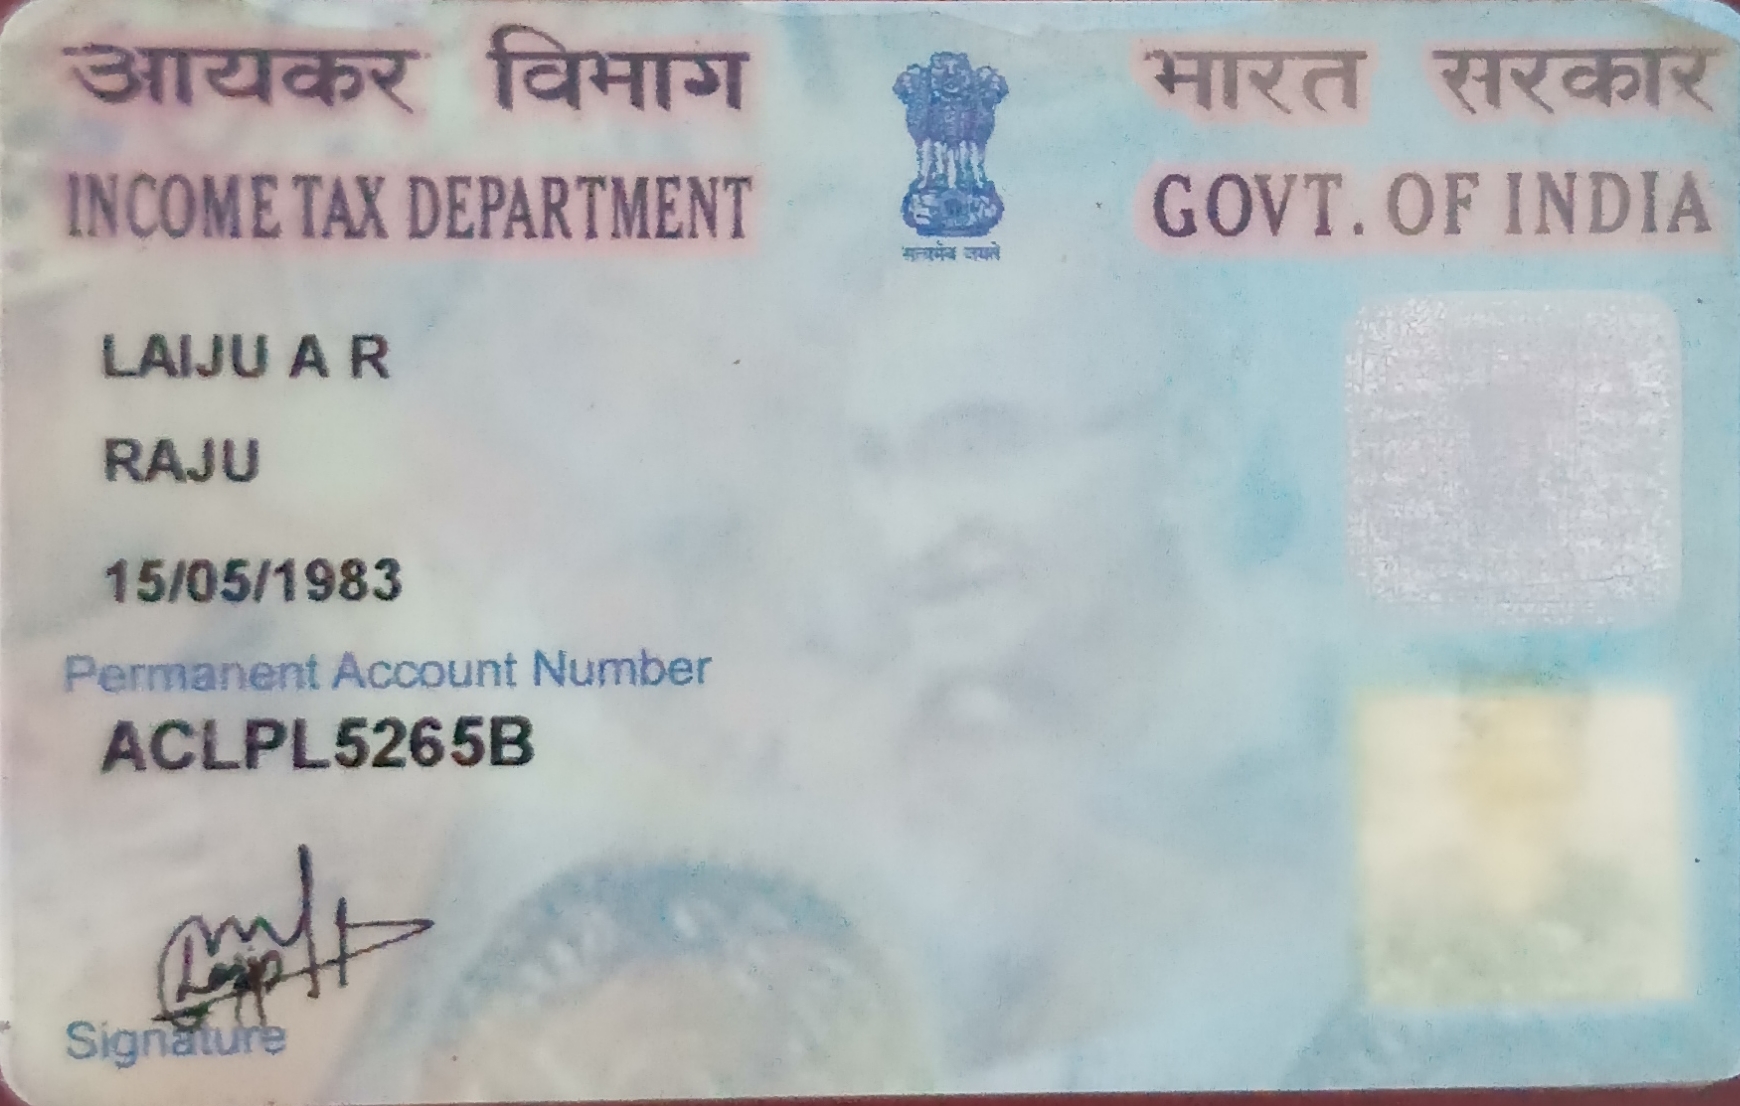 आयकर विभाग
भारत सरकार
INCOME TAX DEPARTMENT
GOVT. OF INDIA
सत्यमेव जयते
LAIJU A R
RAJU
15/05/1983
Permanent Account Number
ACLPL5265B
Signature